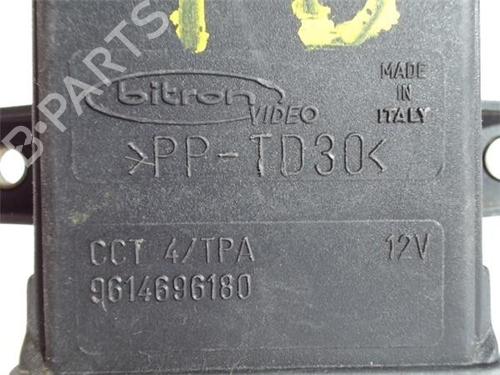 bitron VIDEO
MADE
IN
ITALY
>PP-TD30<
CCT 4/TPA 12V
9614696180
B-PARTS